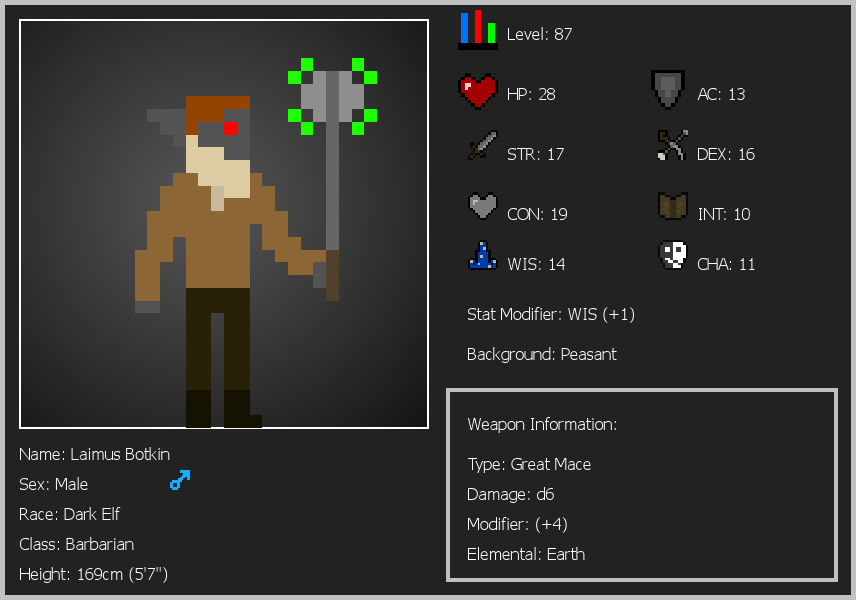 Level: 87
HP: 28
AC: 13
STR: 17
DEX: 16
CON: 19
INT: 10
WIS: 14
CHA: 11
Stat Modifier: WIS (+1)
Background: Peasant
Weapon Information:
Type: Great Mace
Damage: d6
Modifier: (+4)
Elemental: Earth
Name: Laimus Botkin
Sex: Male
Race: Dark Elf
Class: Barbarian
Height: 169cm (5'7")